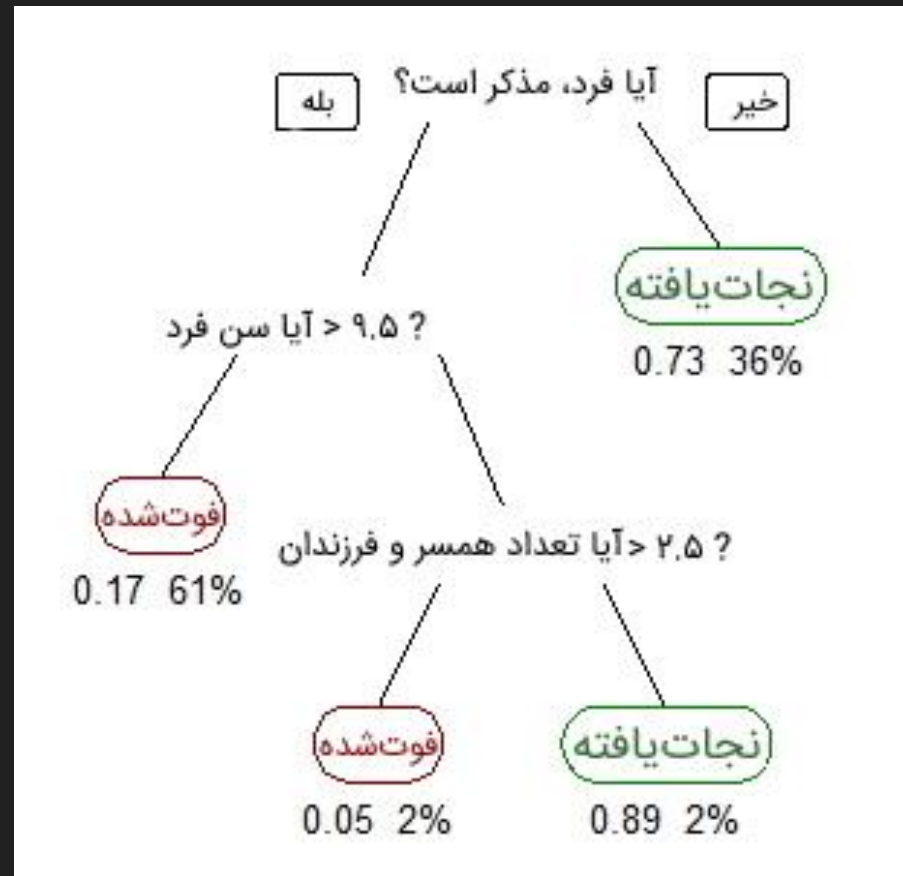 آیا فرد، مذکر است؟
خیر
بله
نجات‌یافته
0.73 36%
آیا سن فرد > ۹.۵ ?
فوت‌شده
0.17 61%
آیا تعداد همسر و فرزندان > ۲.۵ ?
نجات‌یافته
0.89 2%
فوت‌شده
0.05 2%